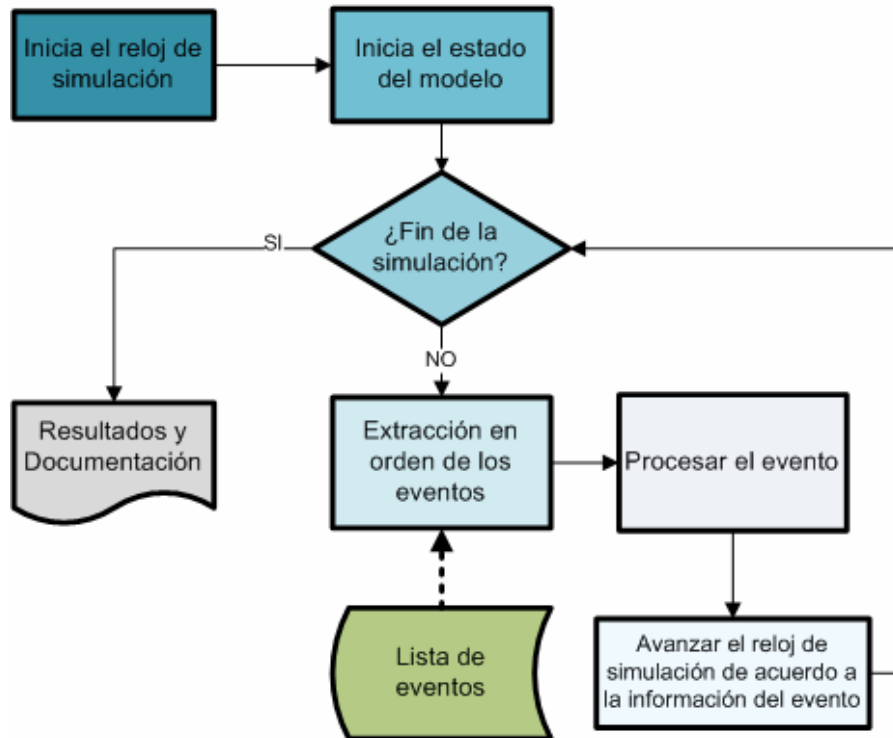 Inicia el reloj de
simulación
Inicia el estado
del modelo
¿Fin de la
simulación?
SI
NO
Resultados y
Documentación
Extracción en
orden de los
eventos
Procesar el evento
Lista de
eventos
Avanzar el reloj de
simulación de acuerdo a
la información del evento